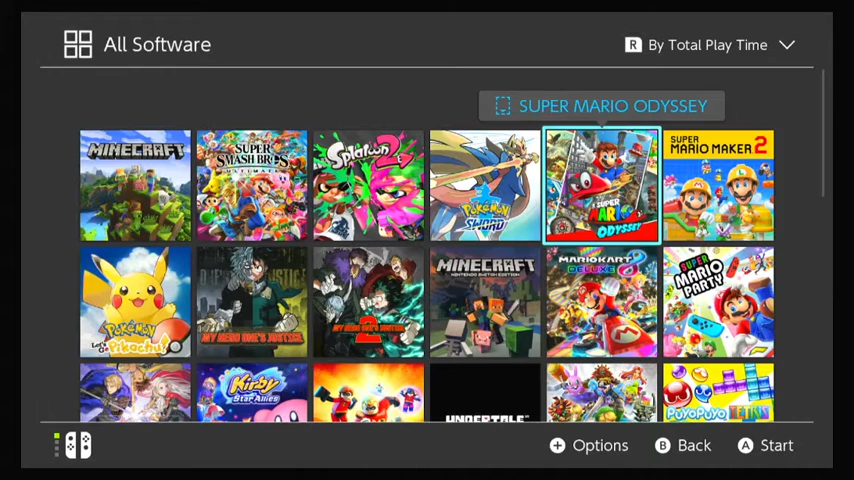 All Software
R By Total Play Time
SUPER MARIO ODYSSEY
MINECRAFT
SUPER
SMASH BROS.
ULTIMATE
Splatoon 2
POKÉMON
SWORD
SUPER MARIO
ODYSSEY
SUPER
MARIO MAKER 2
POKÉMON
Let's Go Pikachu!
MY HERO ONE'S JUSTICE
MY HERO ONE'S JUSTICE
2
MINECRAFT
NINTENDO SWITCH EDITION
MARIOKART 8
DELUXE
SUPER
MARIO
PARTY
Kirby
Star Allies
UNDERTALE
PUYOPUYO TETRIS
+ Options
B Back
A Start